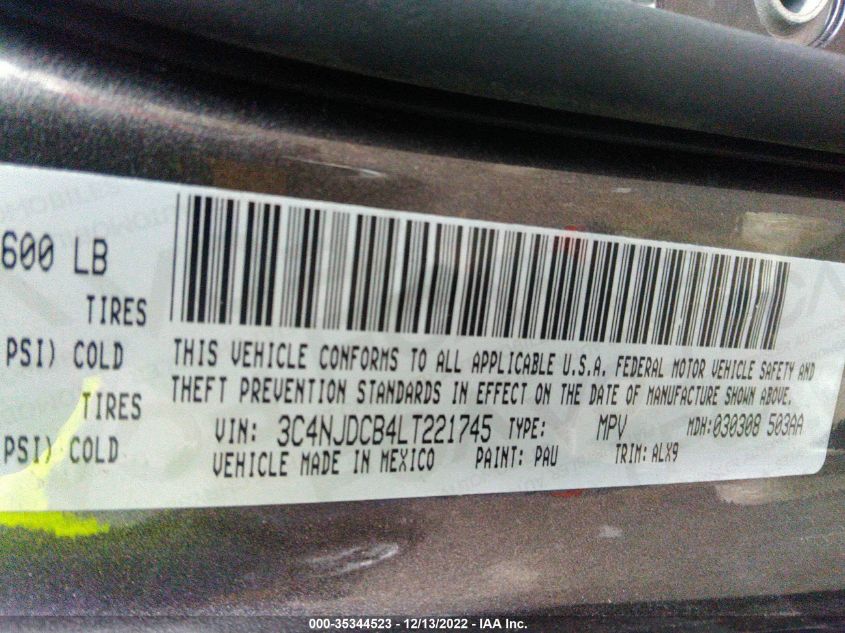 600 LB
TIRES
PSI) COLD
TIRES
PSI) COLD
THIS VEHICLE CONFORMS TO ALL APPLICABLE U.S.A. FEDERAL MOTOR VEHICLE SAFETY AND
THEFT PREVENTION STANDARDS IN EFFECT ON THE DATE OF MANUFACTURE SHOWN ABOVE.
VIN: 3C4NJDCB4LT221745 TYPE: MPV MDH:030308 503AA
VEHICLE MADE IN MEXICO PAINT: PAU TRIM: ALX9
000-35344523 - 12/13/2022 - IAA Inc.